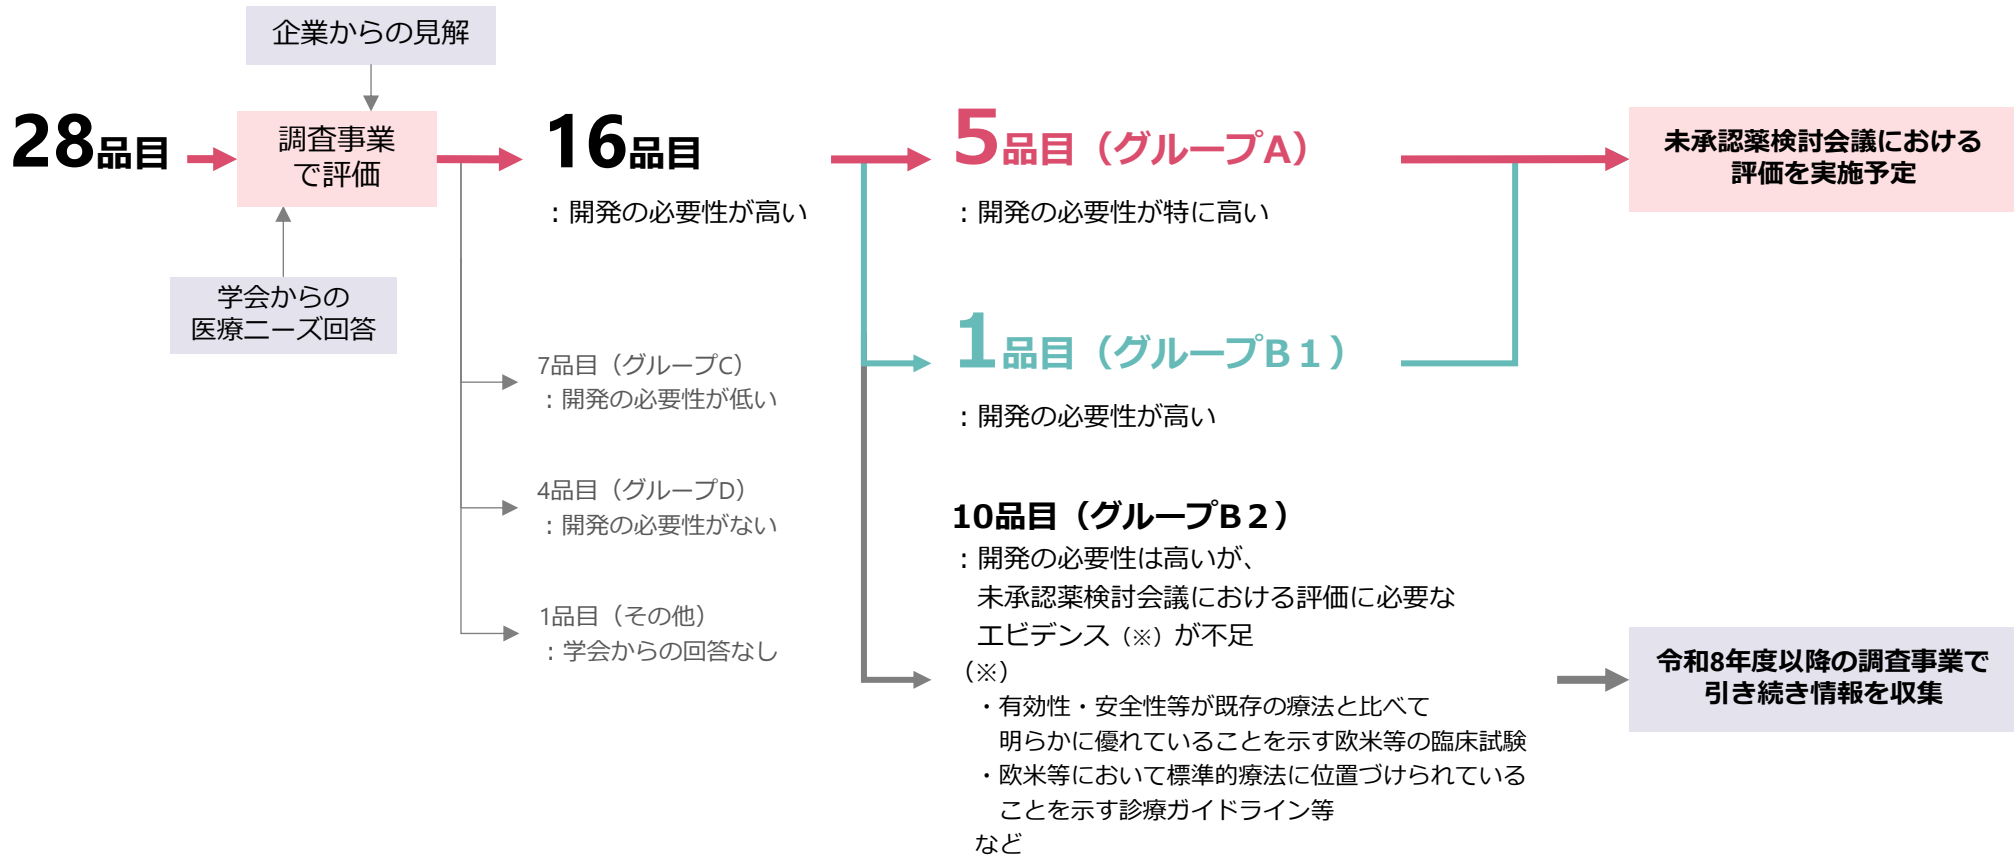 企業からの見解
28品目
調査事業
で評価
学会からの
医療ニーズ回答
16品目
：開発の必要性が高い
7品目（グループC）
：開発の必要性が低い
4品目（グループD）
：開発の必要性がない
1品目（その他）
：学会からの回答なし
5品目（グループA）
：開発の必要性が特に高い
1品目（グループB１）
：開発の必要性が高い
10品目（グループB２）
：開発の必要性は高いが、
未承認薬検討会議における評価に必要な
エビデンス（※）が不足
（※）
・有効性・安全性等が既存の療法と比べて
明らかに優れていることを示す欧米等の臨床試験
・欧米等において標準的療法に位置づけられている
ことを示す診療ガイドライン等
など
未承認薬検討会議における
評価を実施予定
令和8年度以降の調査事業で
引き続き情報を収集